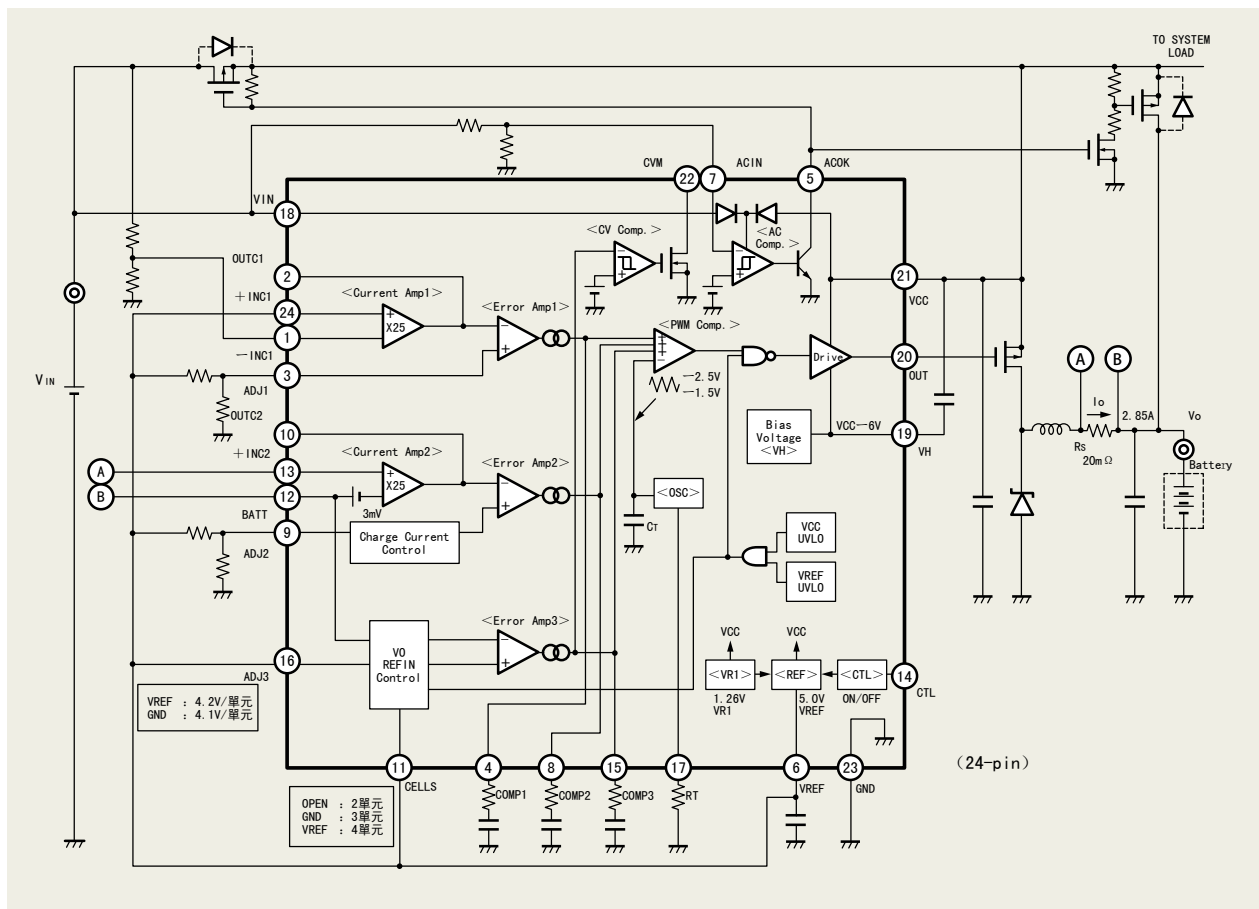 TO SYSTEM
LOAD
CVM
22
7
ACIN
5
ACOK
VIN
18
<CV Comp.>
<AC
Comp.>
OUTC1
2
21
VCC
+INC1
24
<Current Amp1>
<Error Amp1>
X25
<PWM Comp.>
1
-INC1
Drive
20
OUT
A
B
VIN
3
ADJ1
-2.5V
-1.5V
OUTC2
Io
2.85A
Vo
10
Bias
Voltage
<VH>
VCC-6V
19
VH
Rs
20mΩ
Battery
+INC2
<Current Amp2>
<Error Amp2>
A
13
X25
B
12
3mV
<OSC>
BATT
9
ADJ2
Charge Current
Control
CT
VCC
UVLO
VREF
UVLO
<Error Amp3>
VO
REFIN
Control
16
ADJ3
VCC
VCC
<VR1>
<REF>
<CTL>
14
CTL
1.26V
VR1
5.0V
VREF
ON/OFF
VREF : 4.2V/單元
GND : 4.1V/單元
11
CELLS
4
COMP1
8
COMP2
15
COMP3
17
RT
6
VREF
23
GND
(24-pin)
OPEN : 2單元
GND : 3單元
VREF : 4單元